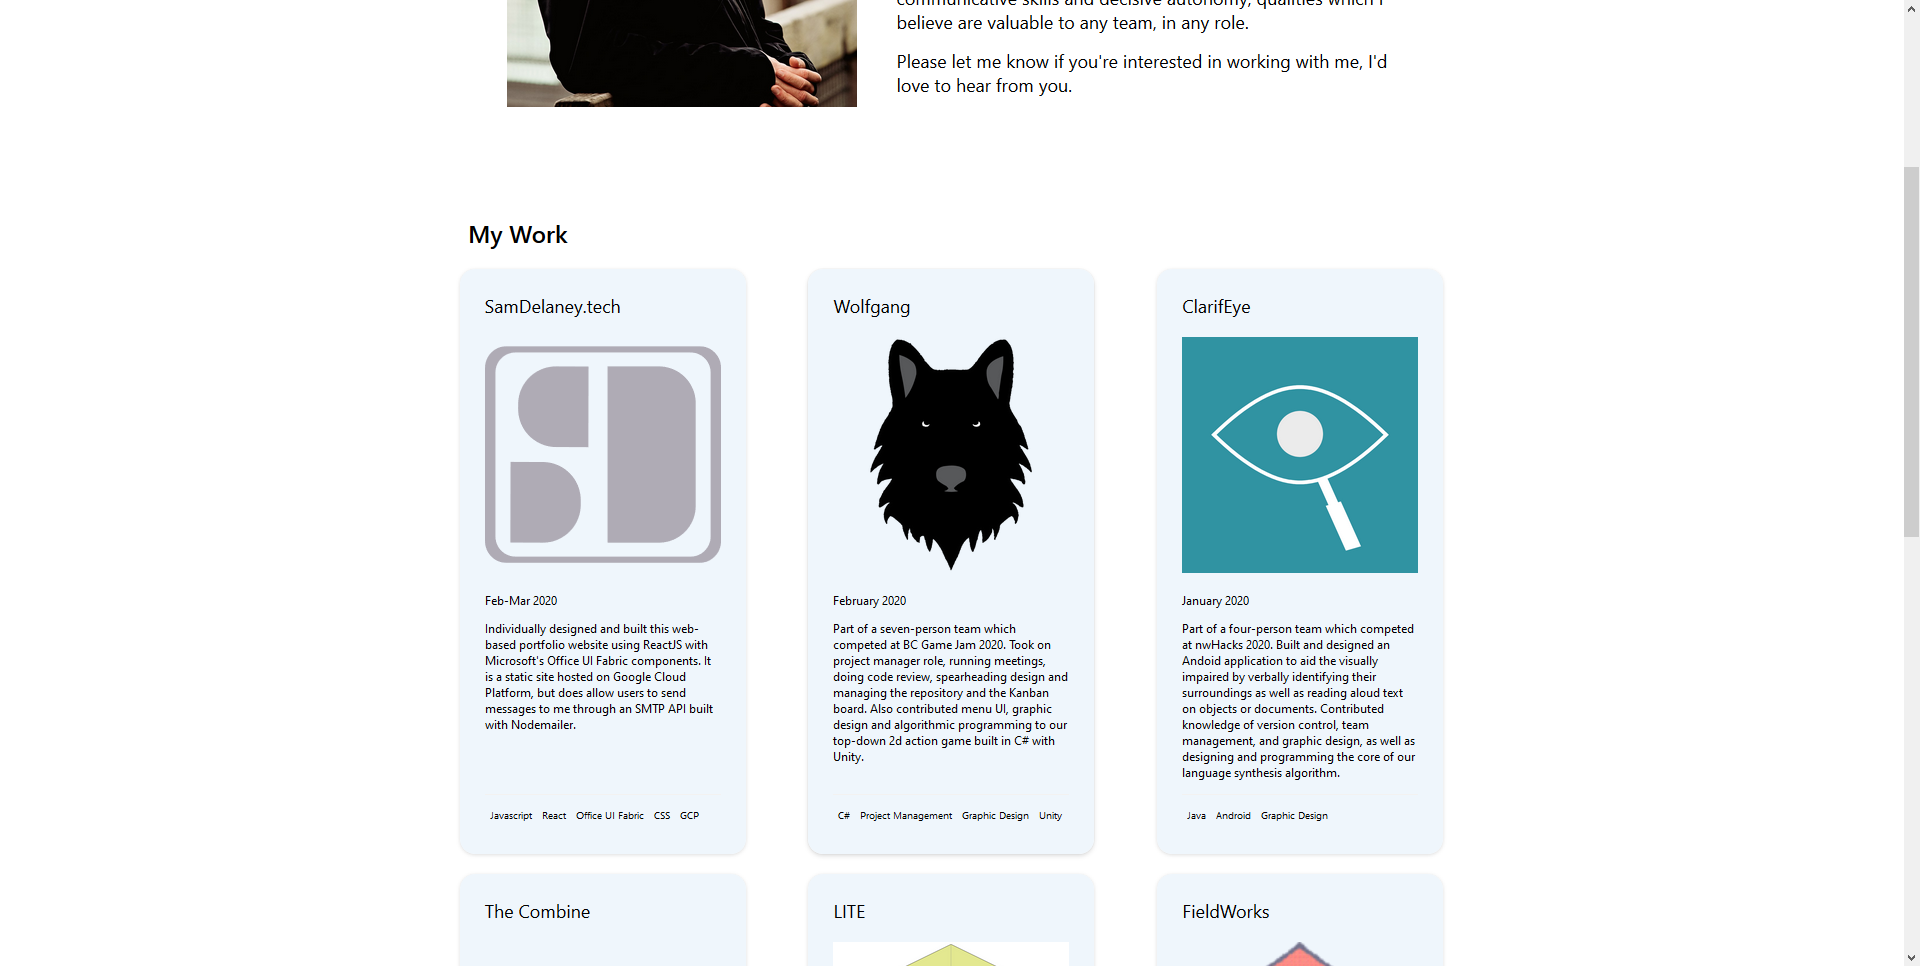 communicative skills and decisive autonomy, qualities which I
believe are valuable to any team, in any role.
Please let me know if you're interested in working with me, I'd
love to hear from you.
My Work
SamDelaney.tech
SD
Feb-Mar 2020
Individually designed and built this web-
based portfolio website using ReactJS with
Microsoft's Office UI Fabric components. It
is a static site hosted on Google Cloud
Platform, but does allow users to send
messages to me through an SMTP API built
with Nodemailer.
Javascript React Office UI Fabric CSS GCP
Wolfgang
February 2020
Part of a seven-person team which
competed at BC Game Jam 2020. Took on
project manager role, running meetings,
doing code review, spearheading design and
managing the repository and the Kanban
board. Also contributed menu UI, graphic
design and algorithmic programming to our
top-down 2d action game built in C# with
Unity.
C# Project Management Graphic Design Unity
ClarifEye
January 2020
Part of a four-person team which competed
at nwHacks 2020. Built and designed an
Andoid application to aid the visually
impaired by verbally identifying their
surroundings as well as reading aloud text
on objects or documents. Contributed
knowledge of version control, team
management, and graphic design, as well as
designing and programming the core of our
language synthesis algorithm.
Java Android Graphic Design
The Combine
LITE
FieldWorks